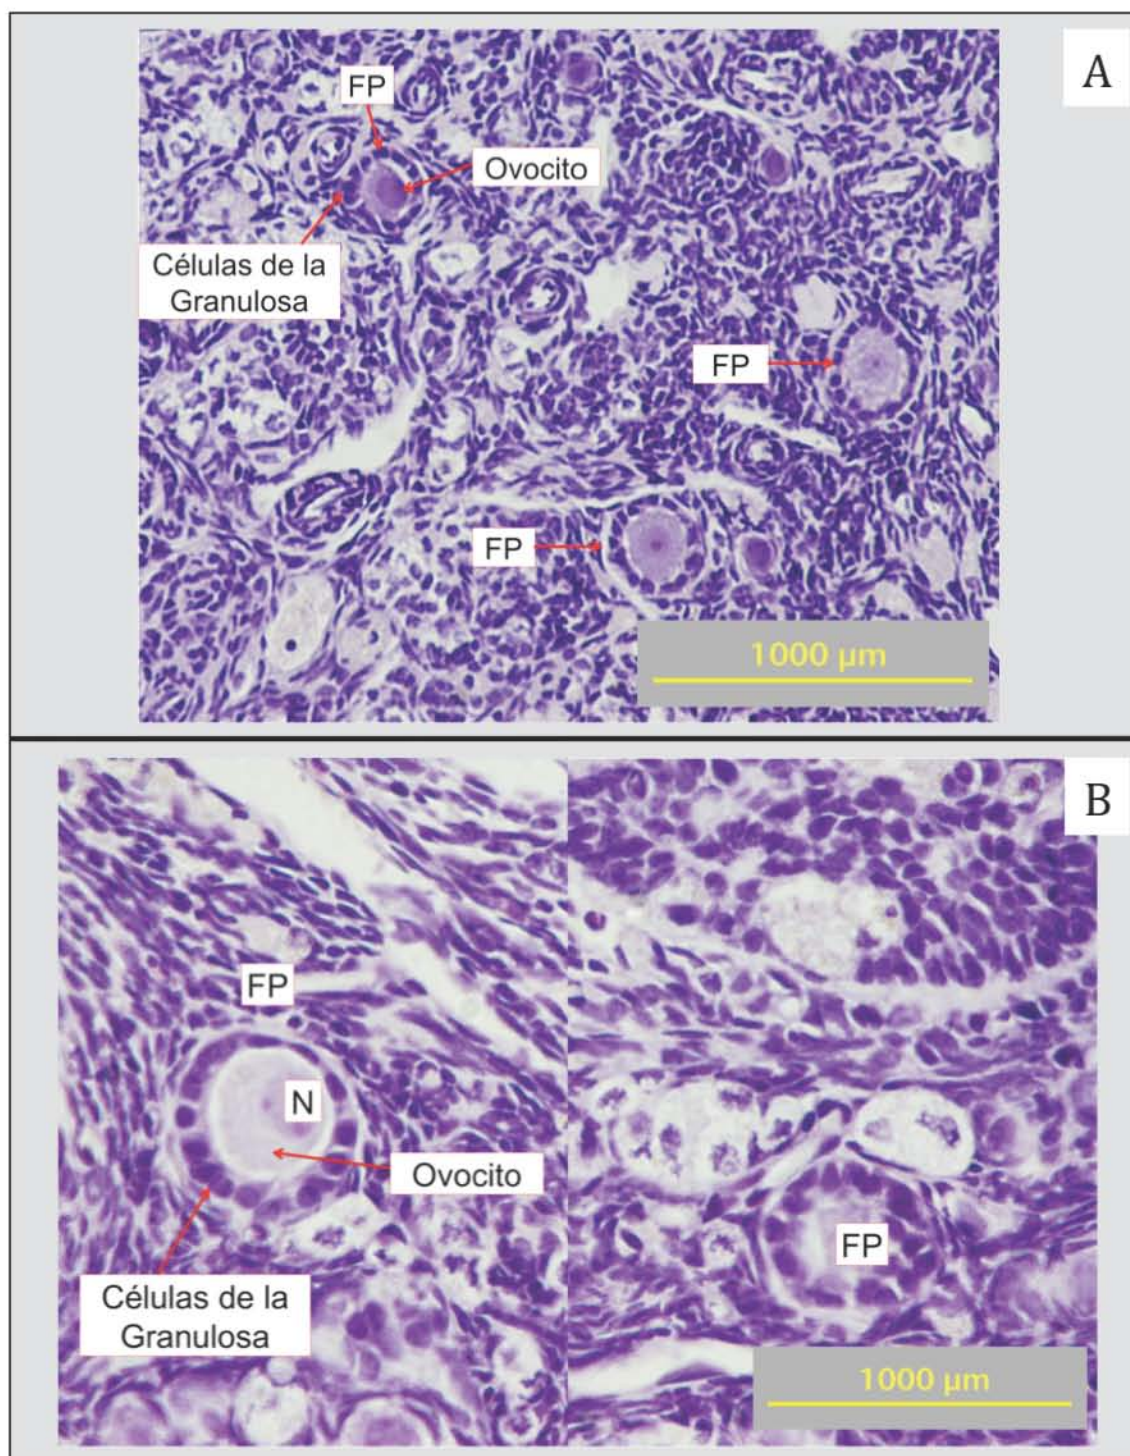 A
FP
Ovocito
Células de la
Granulosa
FP
FP
1000 µm
B
FP
N
Ovocito
Células de la
Granulosa
FP
1000 µm